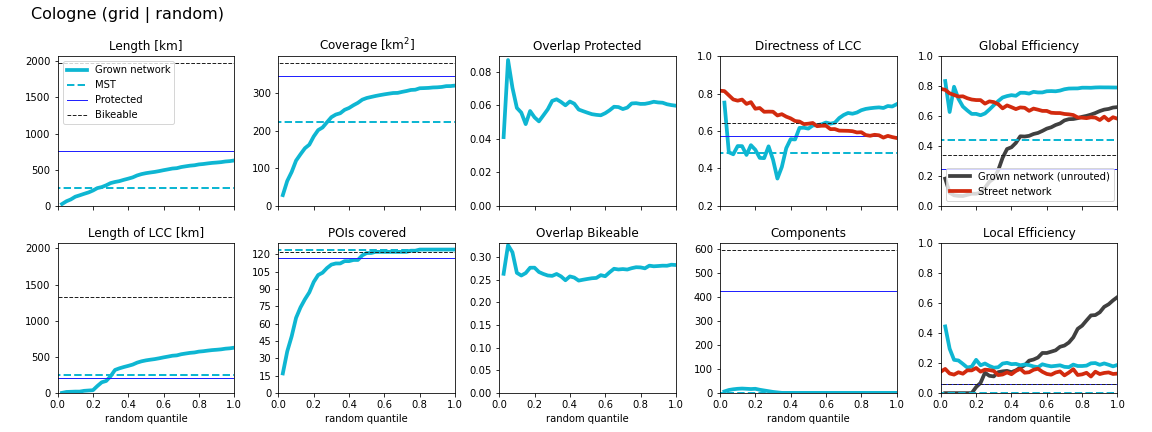 Cologne (grid | random)
Length [km]
2000
1500
1000
500
0
Grown network
MST
Protected
Bikeable
Coverage [km²]
300
200
100
0
Overlap Protected
0.08
0.06
0.04
0.02
0.00
Directness of LCC
1.0
0.8
0.6
0.4
0.2
Global Efficiency
1.0
0.8
0.6
0.4
0.2
0.0
Grown network (unrouted)
Street network
Length of LCC [km]
2000
1500
1000
500
0
0.0 0.2 0.4 0.6 0.8 1.0
random quantile
POIs covered
120
105
90
75
60
45
30
15
0
0.0 0.2 0.4 0.6 0.8 1.0
random quantile
Overlap Bikeable
0.30
0.25
0.20
0.15
0.10
0.05
0.00
0.0 0.2 0.4 0.6 0.8 1.0
random quantile
Components
600
500
400
300
200
100
0
0.0 0.2 0.4 0.6 0.8 1.0
random quantile
Local Efficiency
1.0
0.8
0.6
0.4
0.2
0.0
0.0 0.2 0.4 0.6 0.8 1.0
random quantile